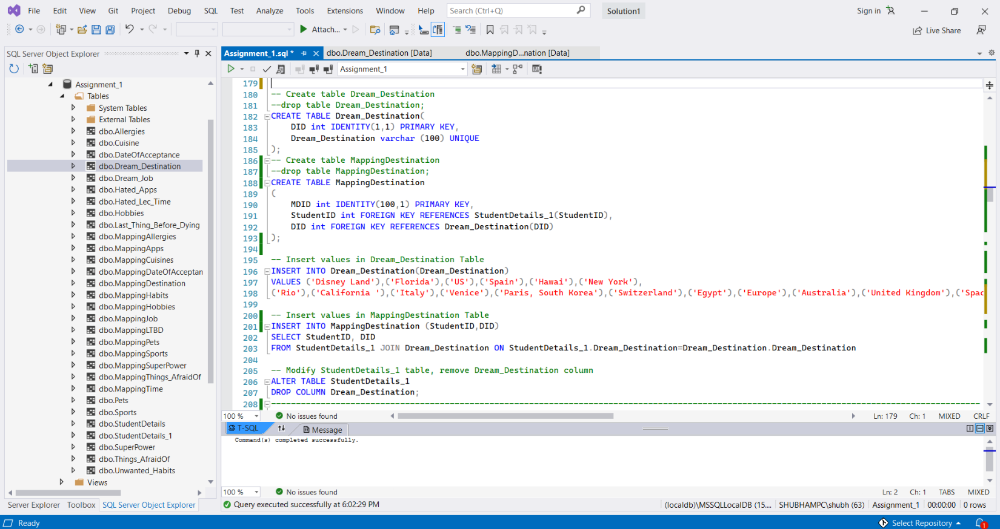 File Edit View Git Project Debug SQL Test Analyze Tools Extensions Window Help Search (Ctrl+Q) Solution1 Sign in
Attach... Live Share
SQL Server Object Explorer
Assignment_1.sql * dbo.Dream_Destination [Data] dbo.MappingD...nation [Data]
Assignment_1
Assignment_1
Tables
System Tables
External Tables
dbo.Allergies
dbo.Cuisine
dbo.DateOfAcceptance
dbo.Dream_Destination
dbo.Dream_Job
dbo.Hated_Apps
dbo.Hated_Lec_Time
dbo.Hobbies
dbo.Last_Thing_Before_Dying
dbo.MappingAllergies
dbo.MappingApps
dbo.MappingCuisines
dbo.MappingDateOfAcceptan
dbo.MappingDestination
dbo.MappingHabits
dbo.MappingHobbies
dbo.MappingJob
dbo.MappingLTBD
dbo.MappingPets
dbo.MappingSports
dbo.MappingSuperPower
dbo.MappingThings_AfraidOf
dbo.MappingTime
dbo.Pets
dbo.Sports
dbo.StudentDetails
dbo.StudentDetails_1
dbo.SuperPower
dbo.Things_AfraidOf
dbo.Unwanted_Habits
Views
Server Explorer Toolbox SQL Server Object Explorer
179
180 -- Create table Dream_Destination
181 --drop table Dream_Destination;
182 CREATE TABLE Dream_Destination(
183 DID int IDENTITY(1,1) PRIMARY KEY,
184 Dream_Destination varchar (100) UNIQUE
185 );
186 -- Create table MappingDestination
187 --drop table MappingDestination;
188 CREATE TABLE MappingDestination
189 (
190 MDID int IDENTITY(100,1) PRIMARY KEY,
191 StudentID int FOREIGN KEY REFERENCES StudentDetails_1(StudentID),
192 DID int FOREIGN KEY REFERENCES Dream_Destination(DID)
193 );
194
195 -- Insert values in Dream_Destination Table
196 INSERT INTO Dream_Destination(Dream_Destination)
197 VALUES ('Disney Land'),('Florida'),('US'),('Spain'),('Hawai'),('New York'),
198 ('Rio'),('California '),('Italy'),('Venice'),('Paris, South Korea'),('Switzerland'),('Egypt'),('Europe'),('Australia'),('United Kingdom'),('Spac
199
200 -- Insert values in MappingDestination Table
201 INSERT INTO MappingDestination (StudentID,DID)
202 SELECT StudentID, DID
203 FROM StudentDetails_1 JOIN Dream_Destination ON StudentDetails_1.Dream_Destination=Dream_Destination.Dream_Destination
204
205 -- Modify StudentDetails_1 table, remove Dream_Destination column
206 ALTER TABLE StudentDetails_1
207 DROP COLUMN Dream_Destination;
208
100 % No issues found Ln: 179 Ch: 1 MIXED CRLF
T-SQL Message
Command(s) completed successfully.
100 % No issues found Ln: 2 Ch: 1 TABS MIXED
Query executed successfully at 6:02:29 PM (localdb)\MSSQLLocalDB (15.... SHUBHAMPC\shubh (63) Assignment_1 00:00:00 0 rows
Ready Select Repository 1